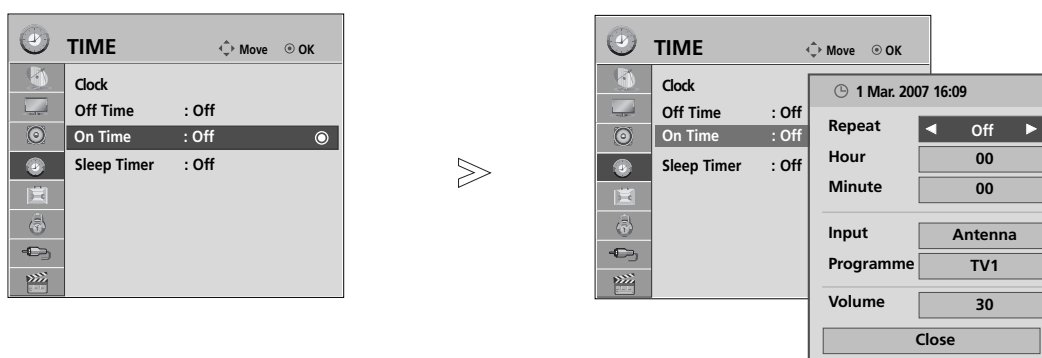 TIME Move OK
Clock
Off Time : Off
On Time : Off
Sleep Timer : Off
TIME Move OK
Clock
Off Time : Off
On Time : Off
Sleep Timer : Off
1 Mar. 2007 16:09
Repeat ◀ Off ▶
Hour 00
Minute 00
Input Antenna
Programme TV1
Volume 30
Close